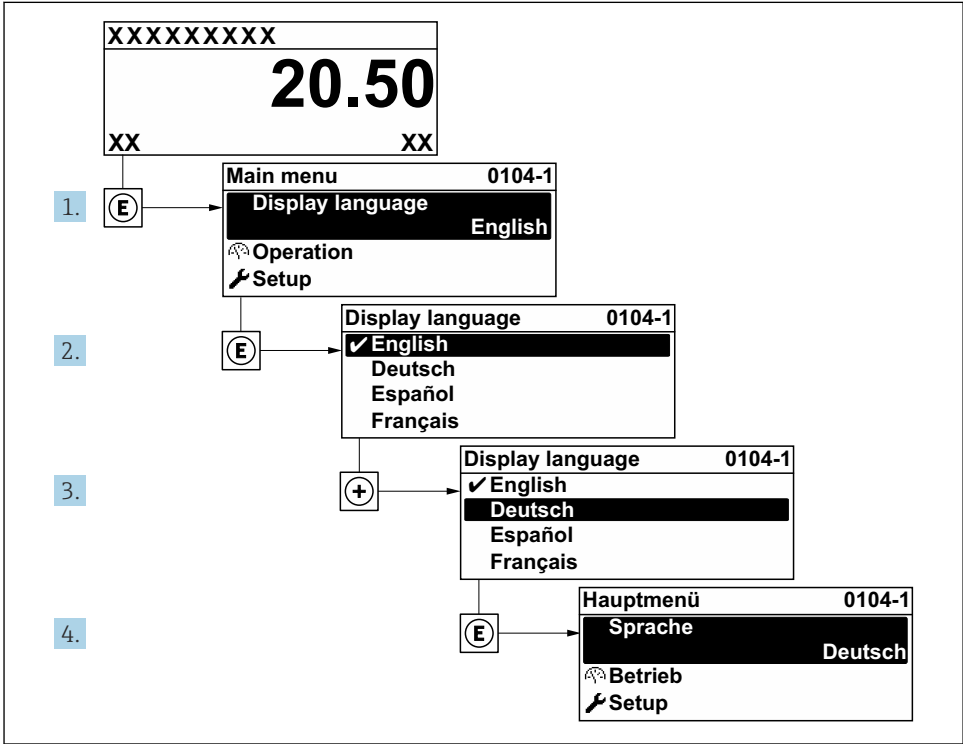 XXXXXXXXX
20.50
XX XX
1. E
Main menu 0104-1
Display language
English
Operation
Setup
2. E
Display language 0104-1
✔English
Deutsch
Español
Français
3. +
Display language 0104-1
✔English
Deutsch
Español
Français
4. E
Hauptmenü 0104-1
Sprache
Deutsch
Betrieb
Setup